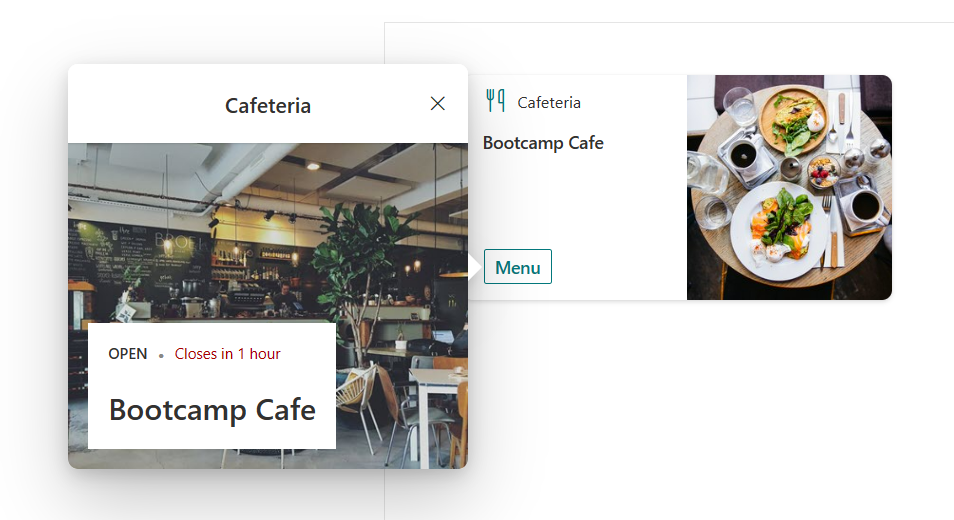 Cafeteria
OPEN • Closes in 1 hour
Bootcamp Cafe
Cafeteria
Bootcamp Cafe
Menu